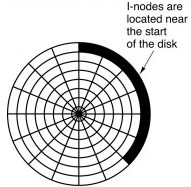 I-nodes are
located near
the start
of the disk